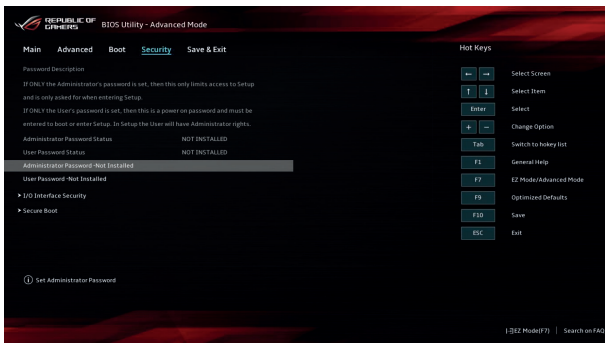 REPUBLIC OF
GAMERS
BIOS Utility - Advanced Mode
Main Advanced Boot Security Save & Exit
Password Description
If ONLY the Administrator's password is set, then this only limits access to Setup
and is only asked for when entering Setup.
If ONLY the User's password is set, then this is a power on password and must be
entered to boot or enter Setup. In Setup the User will have Administrator rights.
Administrator Password Status NOT INSTALLED
User Password Status NOT INSTALLED
Administrator Password -Not Installed
User Password -Not Installed
> I/O Interface Security
> Secure Boot
Set Administrator Password
Hot Keys
← → Select Screen
↑ ↓ Select Item
Enter Select
+ − Change Option
Tab Switch to hokey list
F1 General Help
F7 EZ Mode/Advanced Mode
F9 Optimized Defaults
F10 Save
ESC Exit
EZ Mode(F7) | Search on FAQ